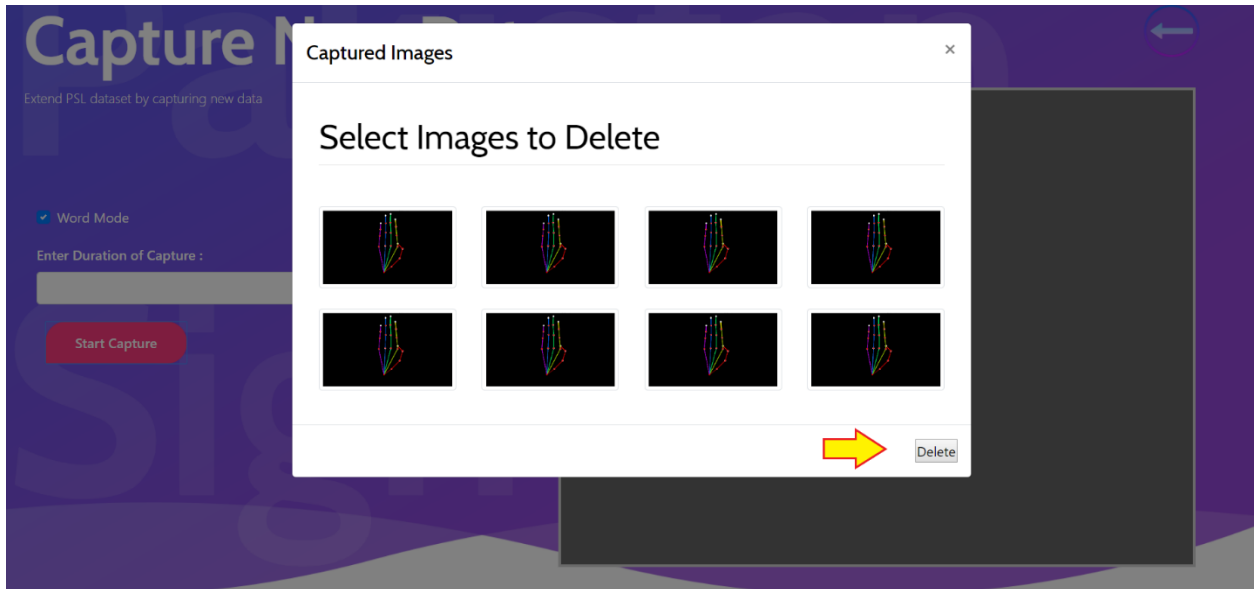 Capture N
Extend PSL dataset by capturing new data
Word Mode
Enter Duration of Capture :
Start Capture
Captured Images
×
Select Images to Delete
Delete